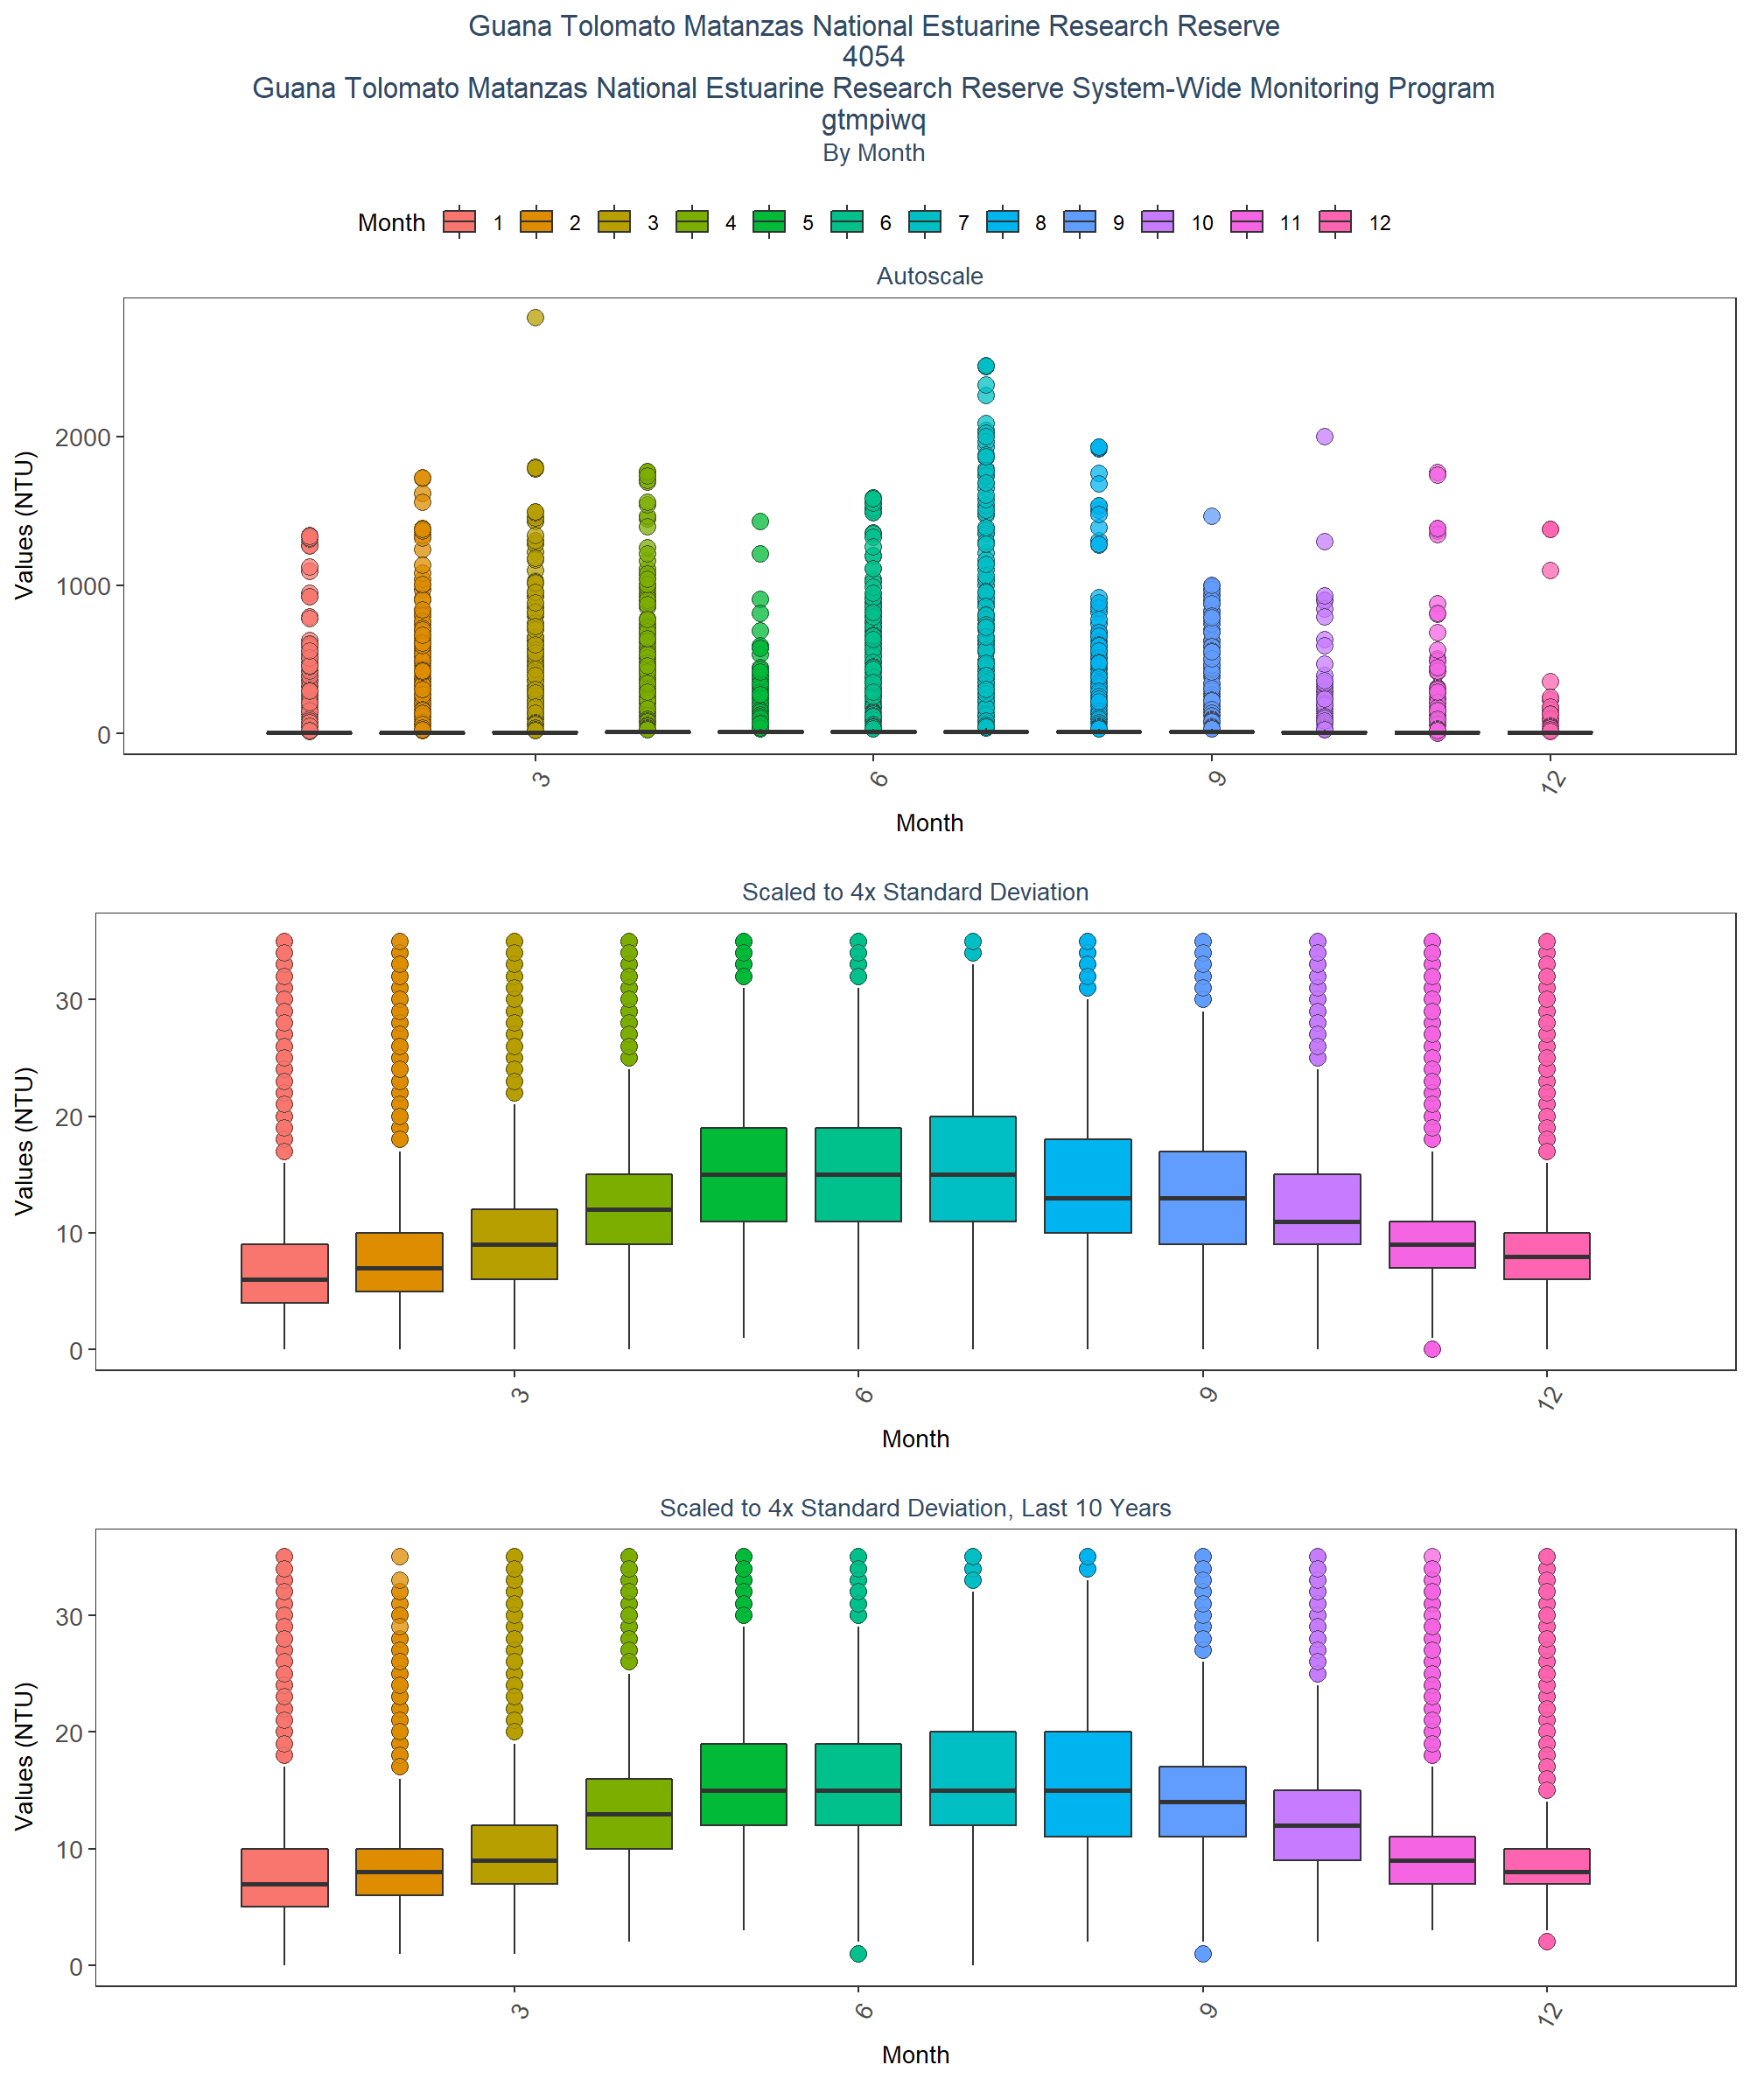 Guana Tolomato Matanzas National Estuarine Research Reserve
4054
Guana Tolomato Matanzas National Estuarine Research Reserve System-Wide Monitoring Program
gtmpiwq
By Month
Month 1 2 3 4 5 6 7 8 9 10 11 12
Autoscale
Values (NTU)
2000
1000
0
3 6 9 12
Month
Scaled to 4x Standard Deviation
Values (NTU)
30
20
10
0
3 6 9 12
Month
Scaled to 4x Standard Deviation, Last 10 Years
Values (NTU)
30
20
10
0
3 6 9 12
Month